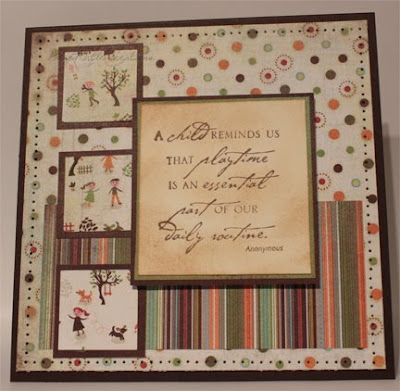 A child REMINDS US
THAT playtime
IS AN essential
part OF OUR
daily routine.
Anonymous